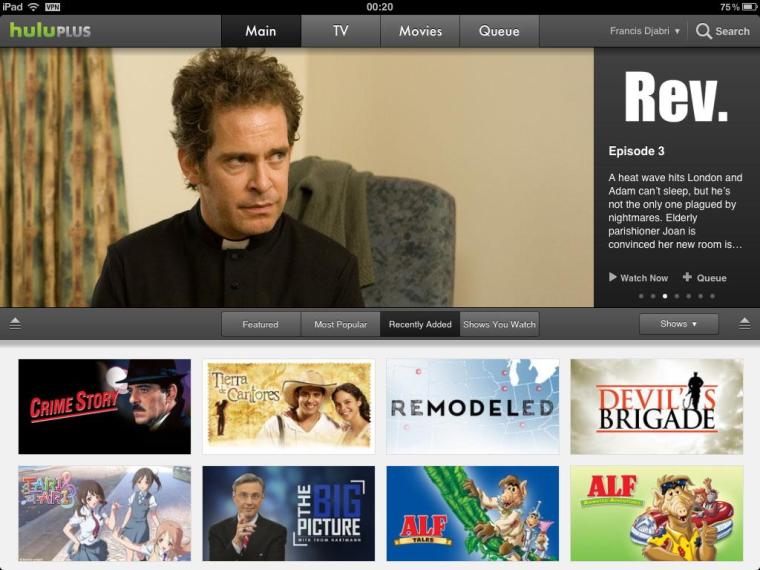 iPad VPN 00:20 75%
huluPLUS Main TV Movies Queue Francis Djabri ▼ Search
Rev.
Episode 3
A heat wave hits London and
Adam can't sleep, but he's
not the only one plagued by
nightmares. Elderly
parishioner Joan is
convinced her new room is...
Watch Now Queue
Featured Most Popular Recently Added Shows You Watch Shows ▼
CRIME STORY
Tierra
de Cantores
REMODELED
DEVIL'S
BRIGADE
TARI
TARI
THE BIG
PICTURE
WITH THOM HARTMANN
ALF
TALES
ALF